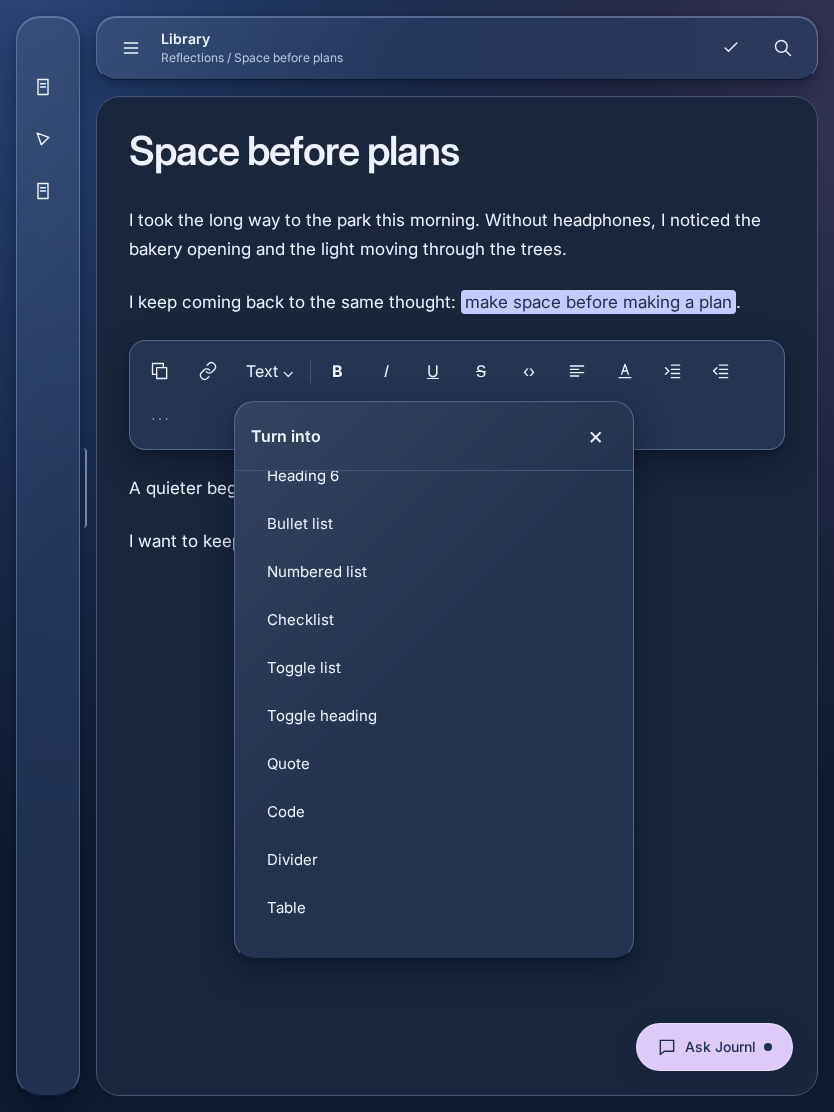 Library
Reflections / Space before plans
Space before plans
I took the long way to the park this morning. Without headphones, I noticed the
bakery opening and the light moving through the trees.
I keep coming back to the same thought: make space before making a plan.
Text
B I U S A
...
Turn into
A quieter
Heading 6
Bullet list
I want to
Numbered list
Checklist
Toggle list
Toggle heading
Quote
Code
Divider
Table
Ask Journl